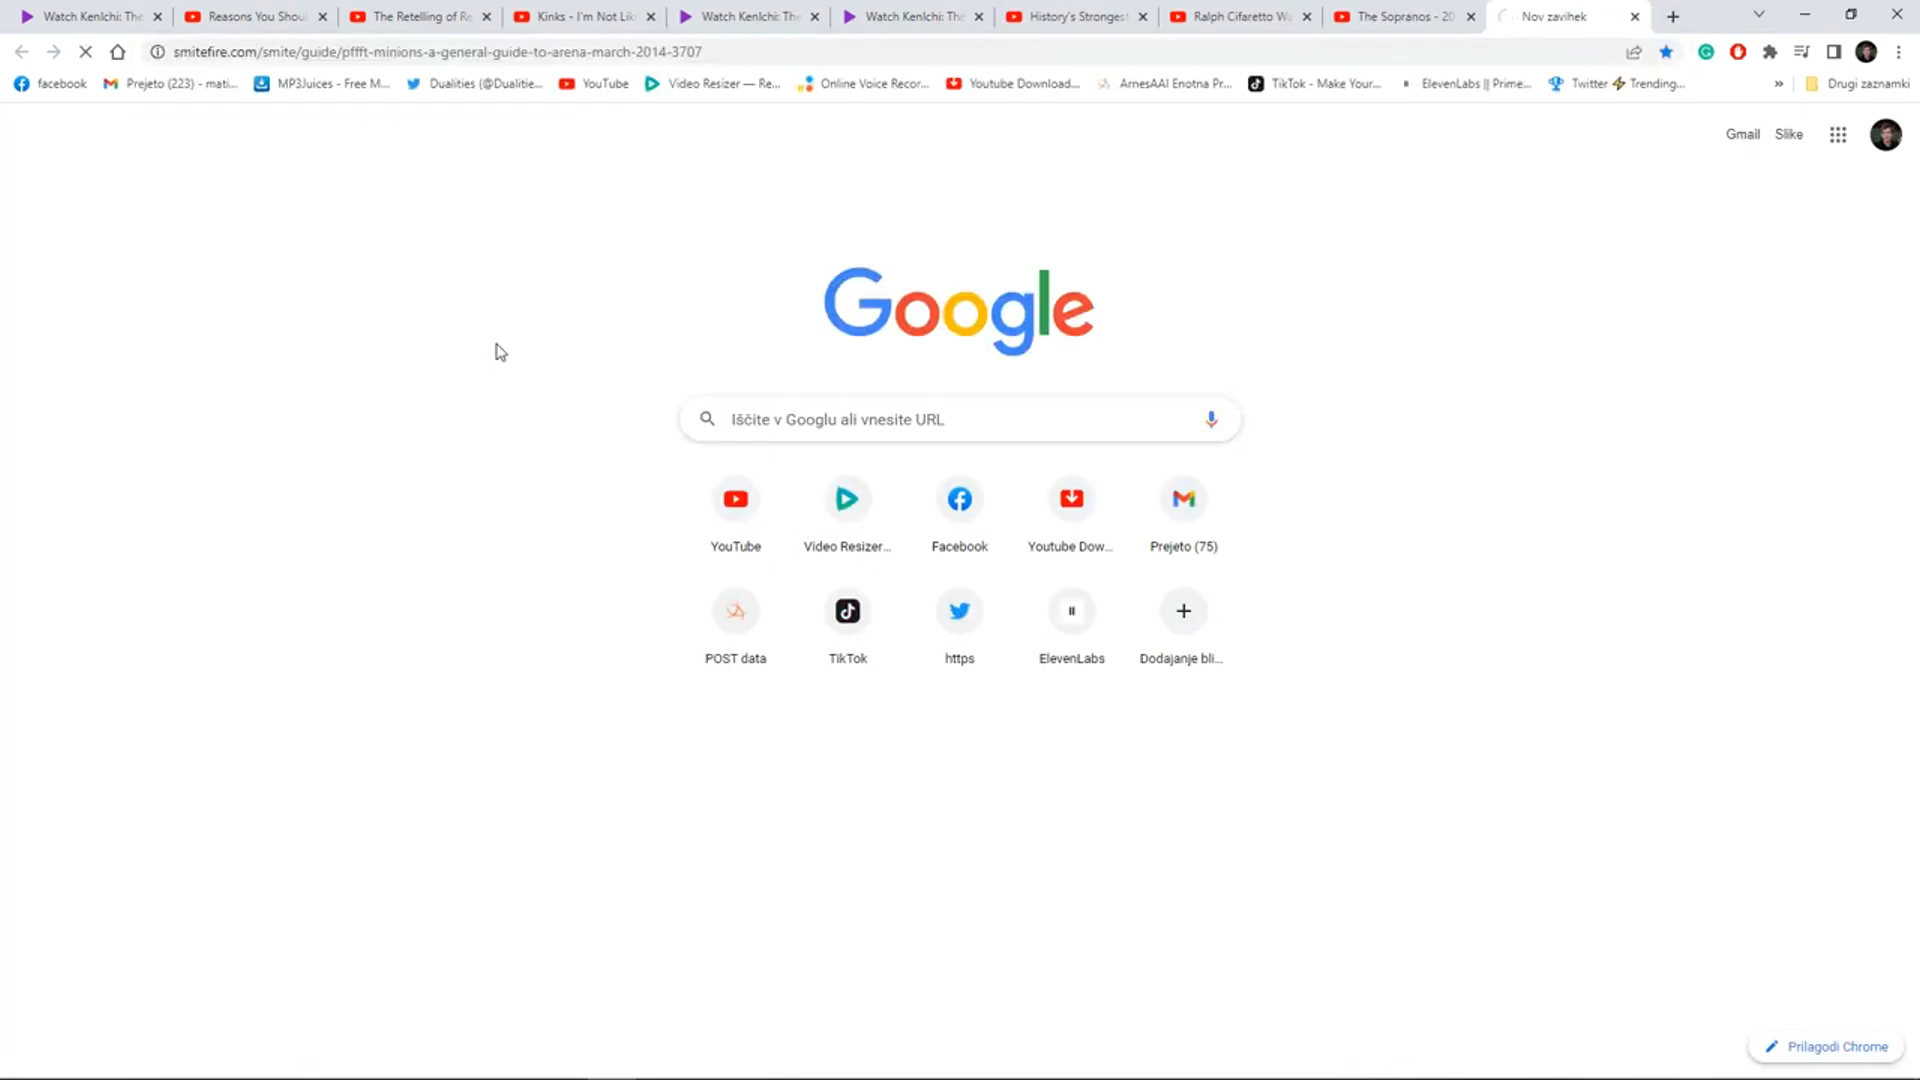 Watch KenIchi: The
Reasons You Shou
The Retelling of Re
Kinks - I'm Not Lik
Watch KenIchi: The
Watch KenIchi: The
History's Strongest
Ralph Cifaretto Wa
The Sopranos - 20
Nov zavihek
smitefire.com/smite/guide/pffft-minions-a-general-guide-to-arena-march-2014-3707
facebook
Prejeto (223) - mati...
MP3Juices - Free M...
Dualities (@Dualitie...
YouTube
Video Resizer — Re...
Online Voice Recor...
Youtube Download...
ArnesAAI Enotna Pr...
TikTok - Make Your...
ElevenLabs || Prime...
Twitter ⚡ Trending...
»
Drugi zaznamki
Gmail
Slike
Google
Iščite v Googlu ali vnesite URL
YouTube
Video Resizer...
Facebook
Youtube Dow...
Prejeto (75)
POST data
TikTok
https
ElevenLabs
Dodajanje bli...
Prilagodi Chrome